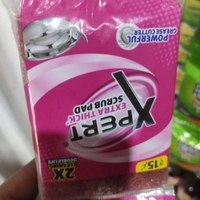 POWERFUL
GREASE CUTTER
XPERT
EXTRA THICK
SCRUB PAD
₹15/-
2X